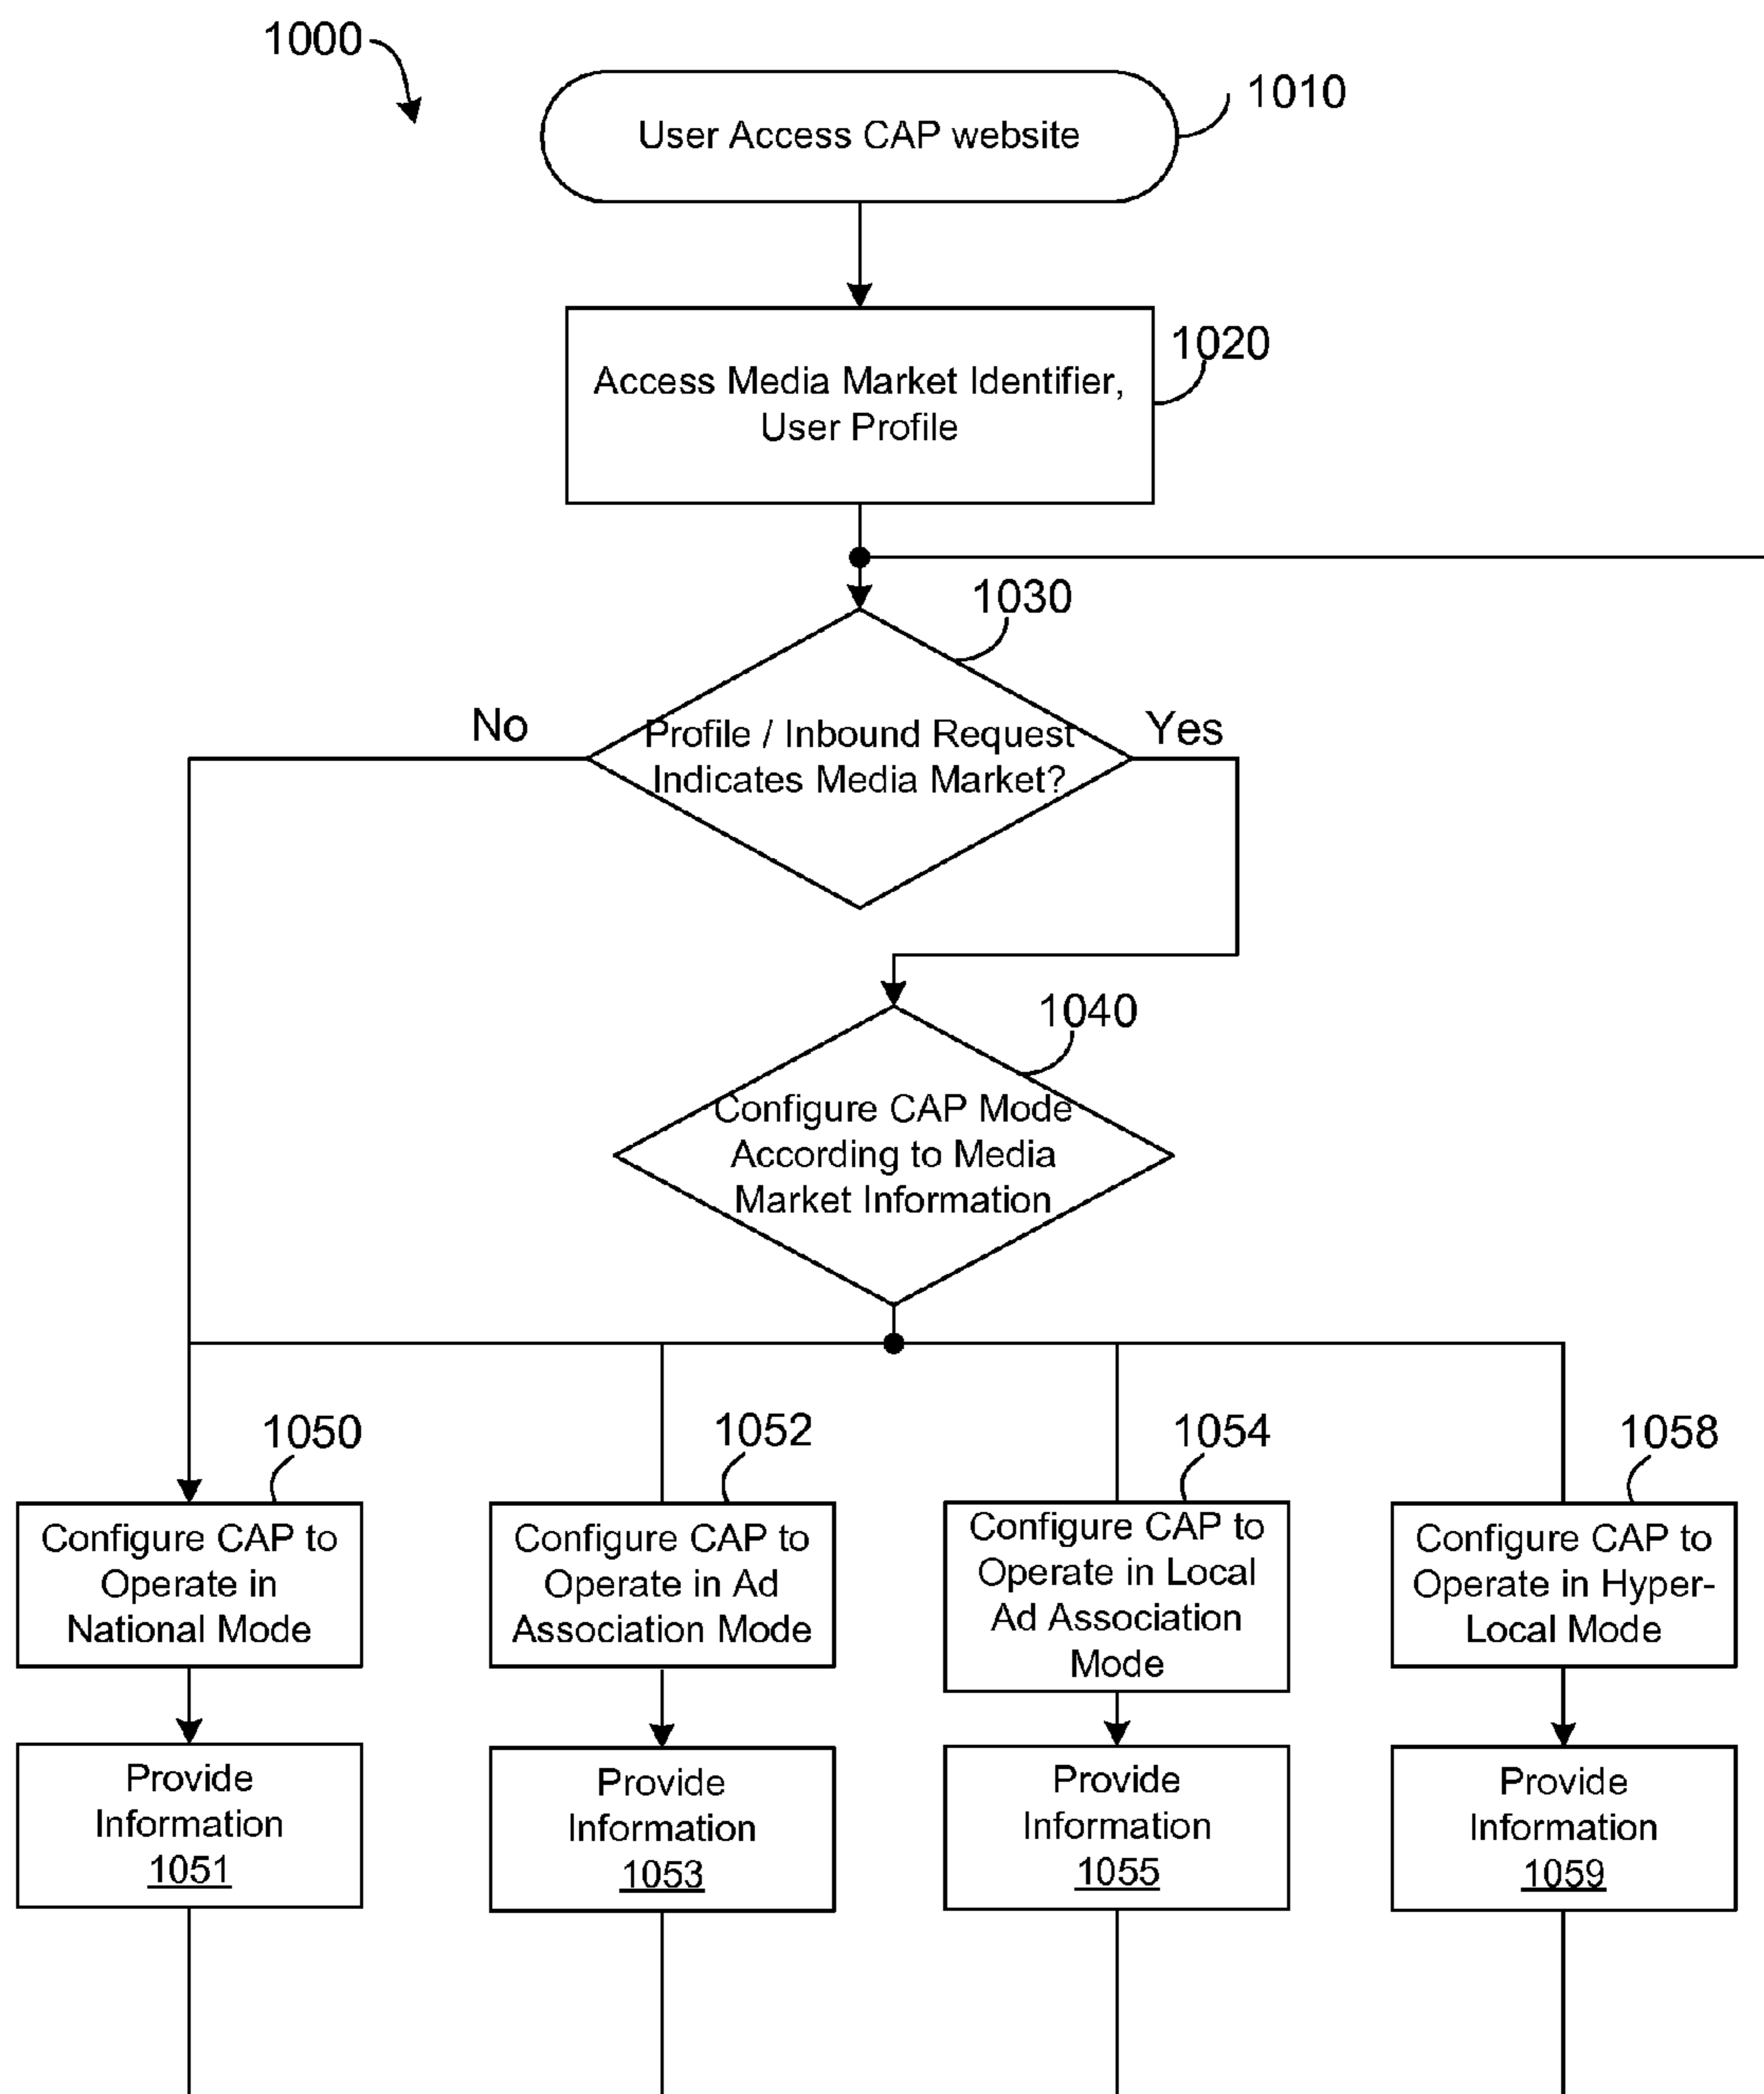 1000
User Access CAP website
1010
Access Media Market Identifier,
User Profile
1020
1030
No
Profile / Inbound Request
Indicates Media Market?
Yes
1040
Configure CAP Mode
According to Media
Market Information
1050
Configure CAP to
Operate in
National Mode
1052
Configure CAP to
Operate in Ad
Association Mode
1054
Configure CAP to
Operate in Local
Ad Association
Mode
1058
Configure CAP to
Operate in Hyper-
Local Mode
Provide
Information
1051
Provide
Information
1053
Provide
Information
1055
Provide
Information
1059